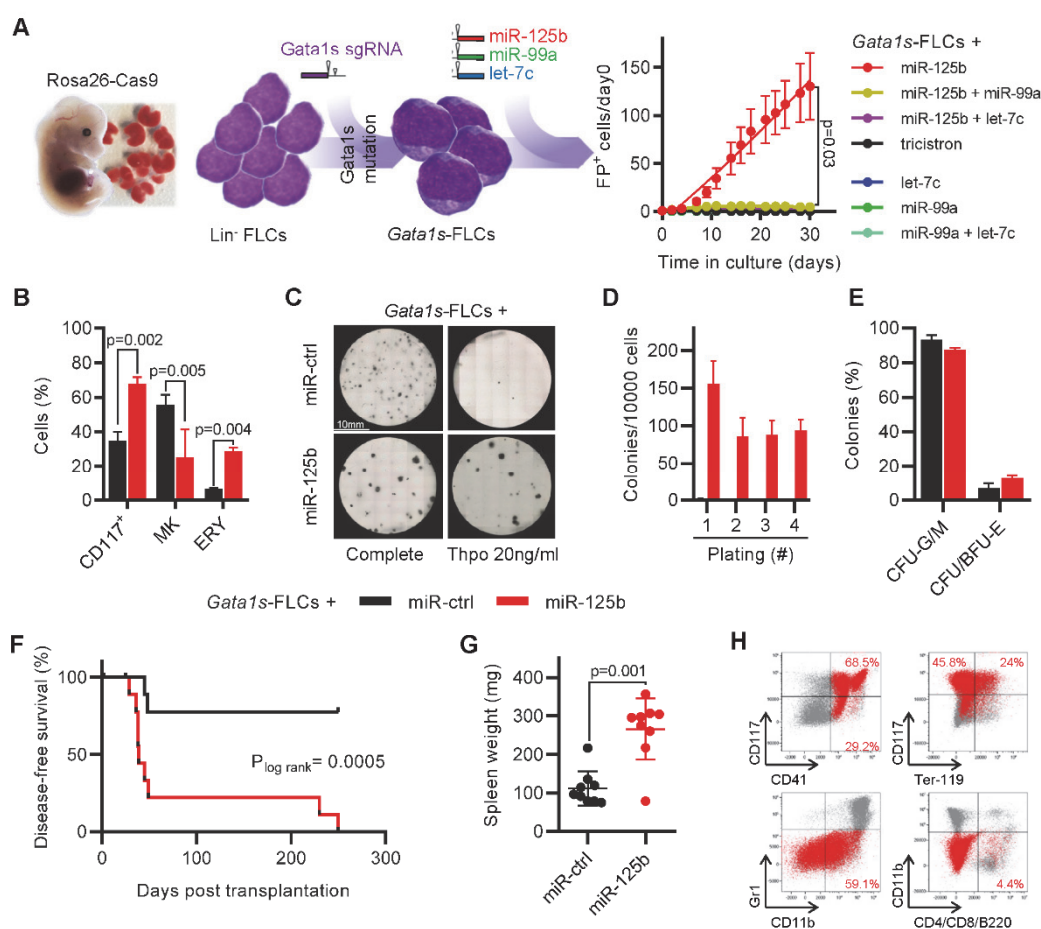 A
Rosa26-Cas9
Gata1s sgRNA
miR-125b
miR-99a
let-7c
Gata1s
mutation
Lin- FLCs
Gata1s-FLCs
FP+ cells/day0
150
100
50
0
0 10 20 30
Time in culture (days)
p=0.03
Gata1s-FLCs +
miR-125b
miR-125b + miR-99a
miR-125b + let-7c
tricistron
let-7c
miR-99a
miR-99a + let-7c
B
Cells (%)
100
80
60
40
20
0
p=0.002
p=0.005
p=0.004
CD117+
MK
ERY
C
Gata1s-FLCs +
miR-ctrl
miR-125b
10mm
Complete
Thpo 20ng/ml
D
Colonies/10000 cells
200
150
100
50
0
1 2 3 4
Plating (#)
E
Colonies (%)
100
80
60
40
20
0
CFU-G/M
CFU/BFU-E
Gata1s-FLCs + miR-ctrl miR-125b
F
Disease-free survival (%)
100
50
0
0 100 200 300
P log rank= 0.0005
Days post transplantation
G
Spleen weight (mg)
400
300
200
100
0
p=0.001
miR-ctrl
miR-125b
H
68.5%
29.2%
CD117
CD41
45.8% 24%
CD117
Ter-119
59.1%
Gr1
CD11b
4.4%
CD11b
CD4/CD8/B220